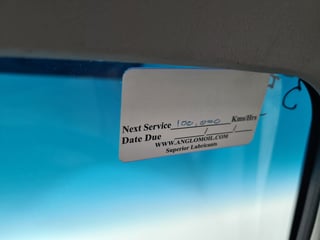 Next Service 100,000 Kms/Hrs
Date Due / /
WWW.ANGLOMOIL.COM
Superior Lubricants